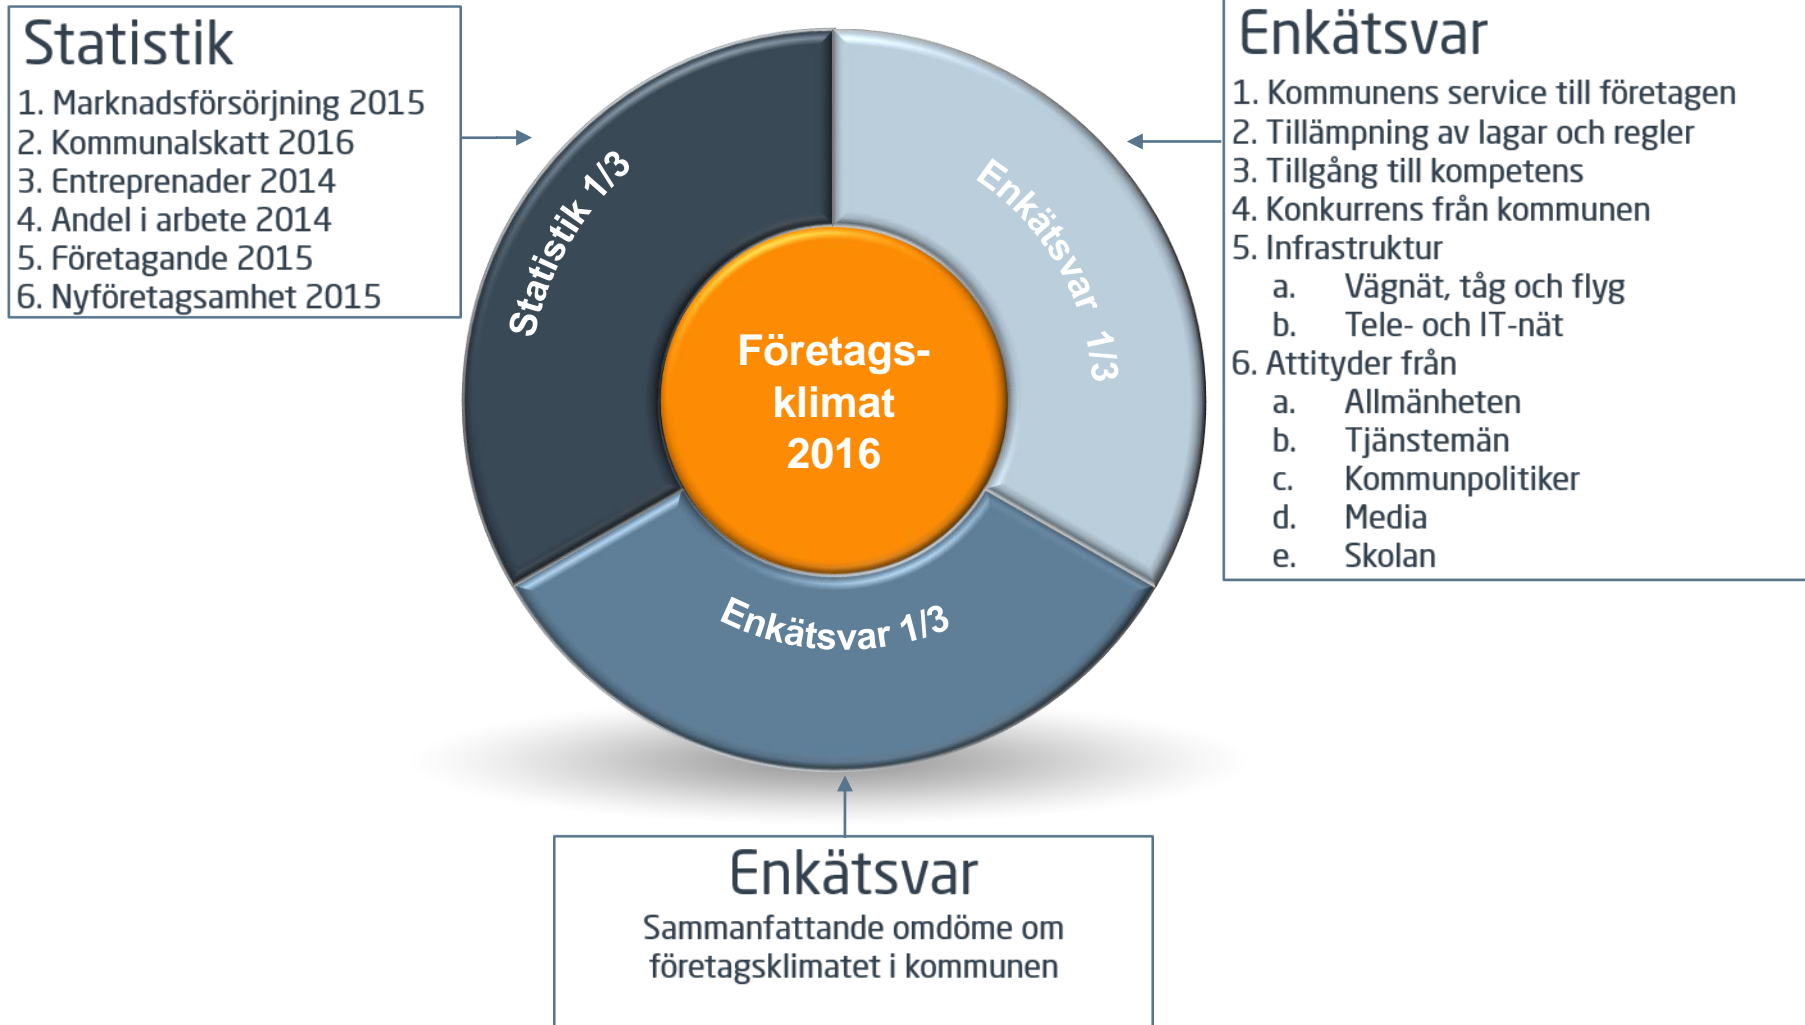 Statistik
1. Marknadsförsörjning 2015
2. Kommunalskatt 2016
3. Entreprenader 2014
4. Andel i arbete 2014
5. Företagande 2015
6. Nyföretagsamhet 2015
Statistik 1/3
Enkätsvar 1/3
Företags-
klimat
2016
Enkätsvar 1/3
Enkätsvar
1. Kommunens service till företagen
2. Tillämpning av lagar och regler
3. Tillgång till kompetens
4. Konkurrens från kommunen
5. Infrastruktur
a. Vägnät, tåg och flyg
b. Tele- och IT-nät
6. Attityder från
a. Allmänheten
b. Tjänstemän
c. Kommunpolitiker
d. Media
e. Skolan
Enkätsvar
Sammanfattande omdöme om
företagsklimatet i kommunen